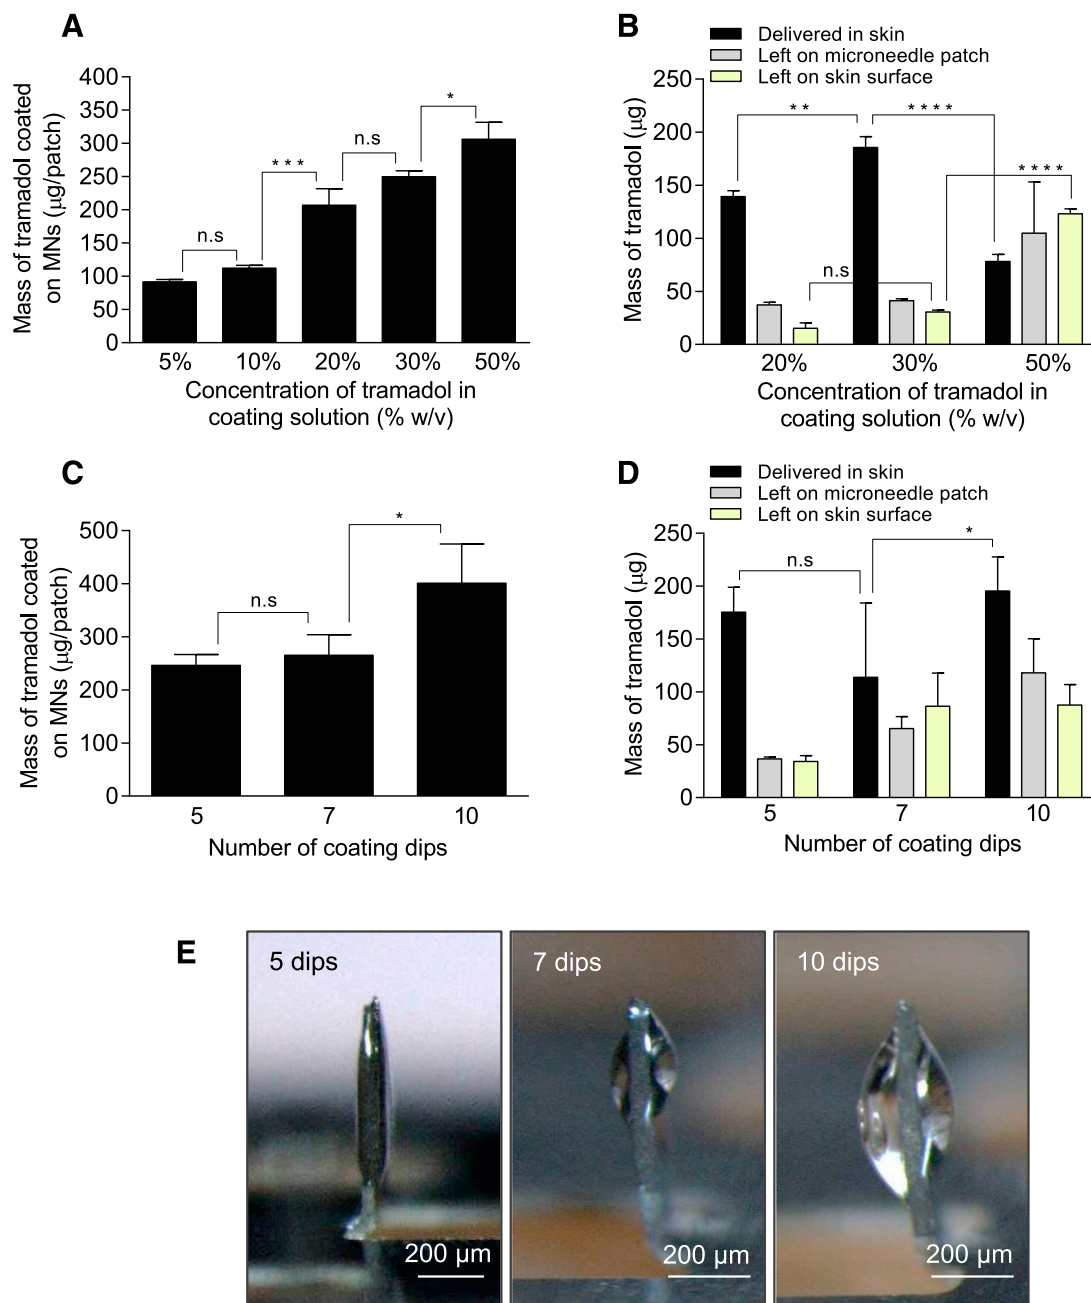 A
Mass of tramadol coated
on MNs (μg/patch)
400
350
300
250
200
150
100
50
0
n.s
* * *
n.s
*
5% 10% 20% 30% 50%
Concentration of tramadol in
coating solution (% w/v)
B
Delivered in skin
Left on microneedle patch
Left on skin surface
Mass of tramadol (μg)
250
200
150
100
50
0
* *
* * * *
* * * *
n.s
20% 30% 50%
Concentration of tramadol in
coating solution (% w/v)
C
Mass of tramadol coated
on MNs (μg/patch)
500
400
300
200
100
0
n.s
*
5 7 10
Number of coating dips
D
Delivered in skin
Left on microneedle patch
Left on skin surface
Mass of tramadol (μg)
250
200
150
100
50
0
n.s
*
5 7 10
Number of coating dips
E
5 dips
200 μm
7 dips
200 μm
10 dips
200 μm